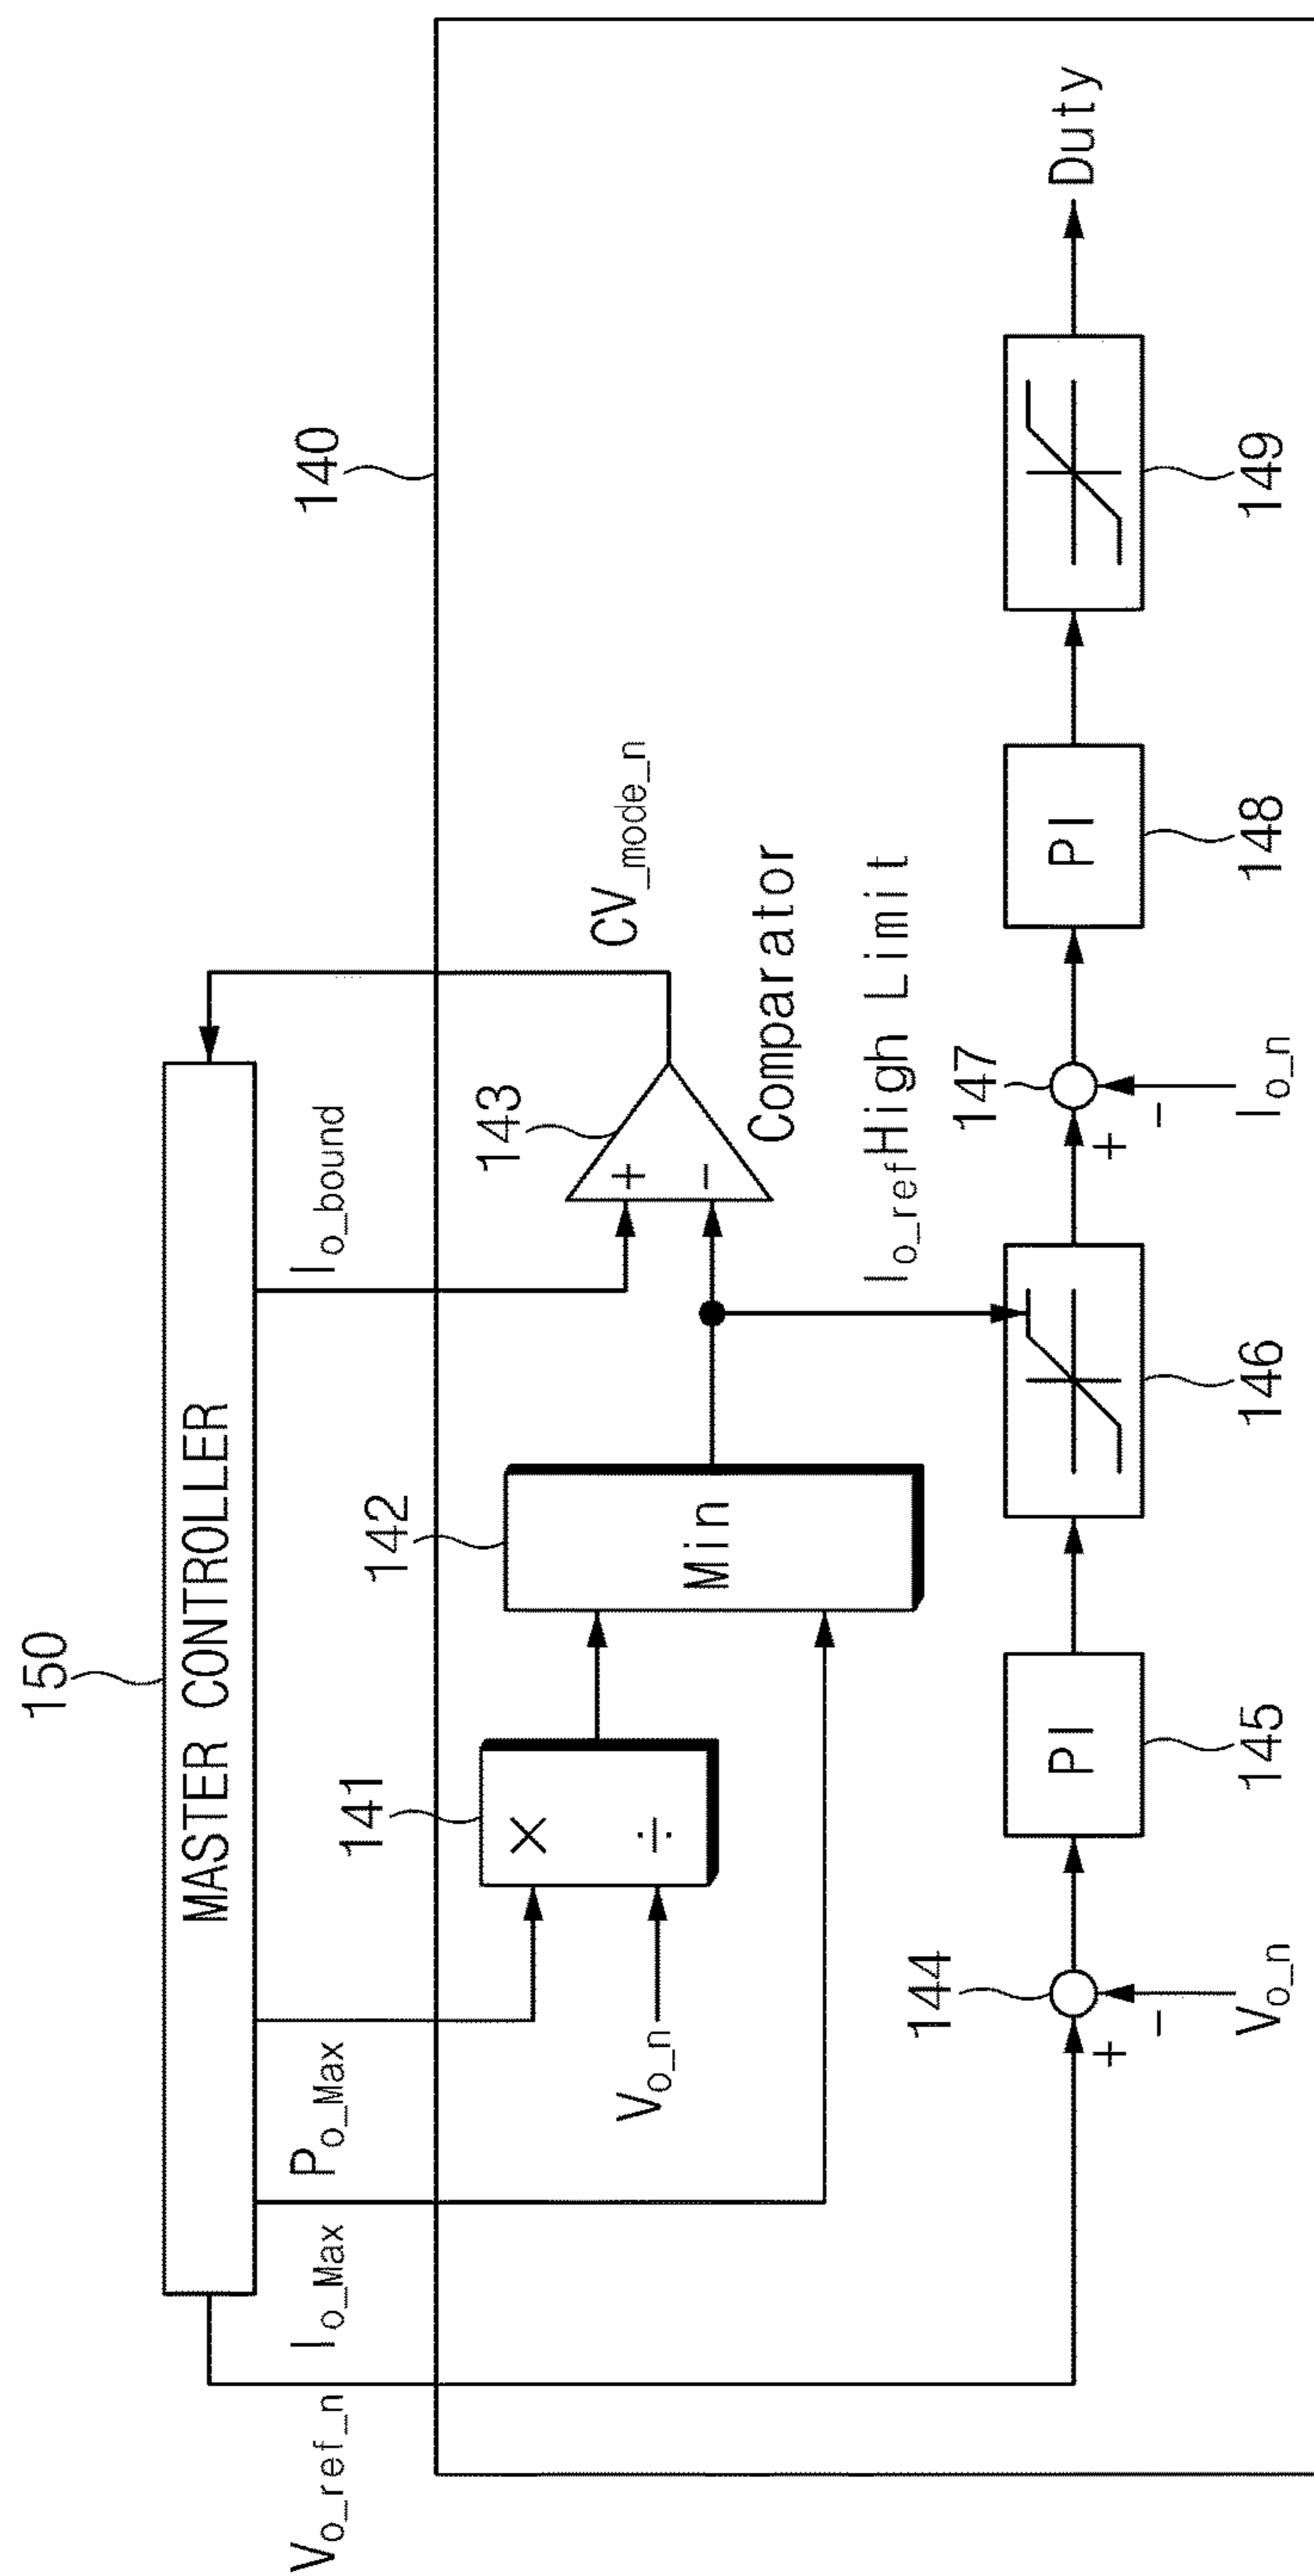 150
MASTER CONTROLLER
V_o_ref_n
I_o_Max
P_o_Max
I_o_bound
140
CV_mode_n
141
×
÷
V_o_n
142
Min
143
+
-
Comparator
I_o_ref High Limit
144
+
-
V_o_n
PI
145
146
147
+
-
I_o_n
PI
148
149
Duty